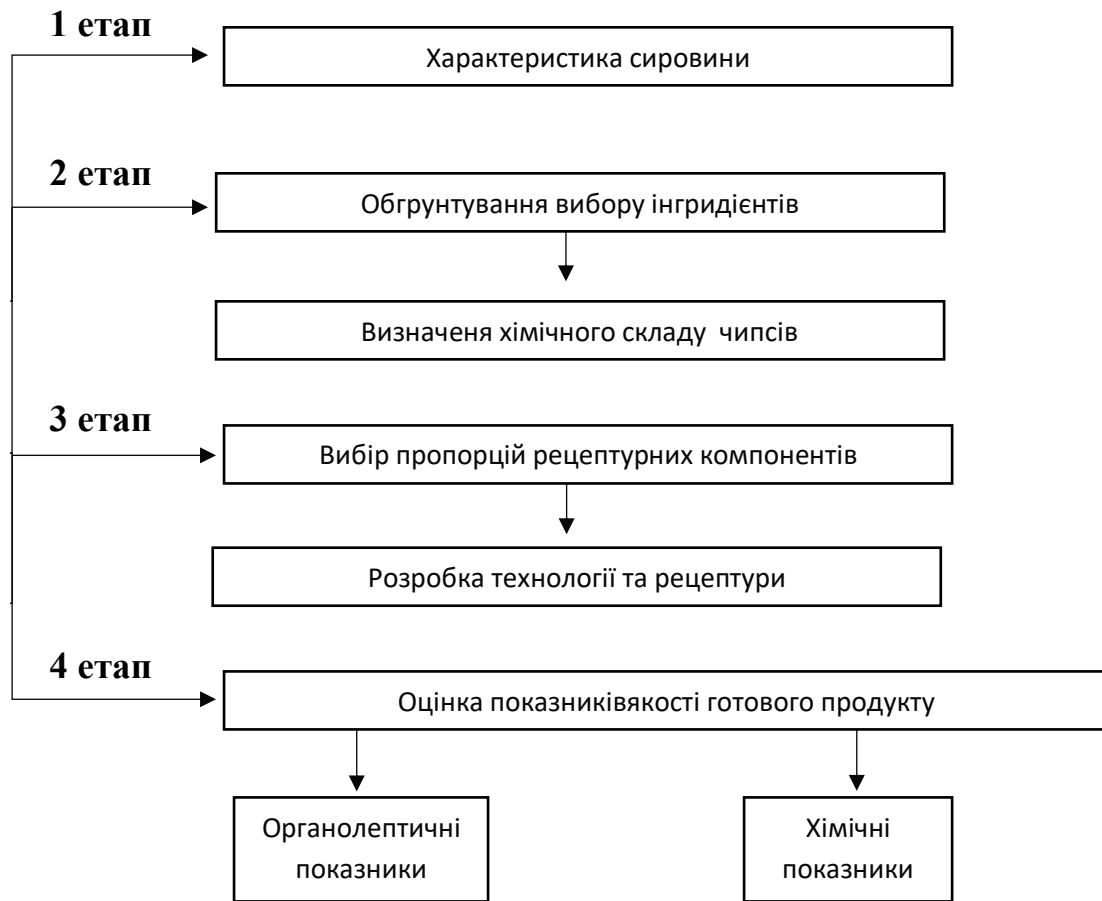 1 етап
Характеристика сировини
2 етап
Обгрунтування вибору інгридієнтів
Визначеня хімічного складу чипсів
3 етап
Вибір пропорцій рецептурних компонентів
Розробка технології та рецептури
4 етап
Оцінка показниківякості готового продукту
Органолептичні
показники
Хімічні
показники